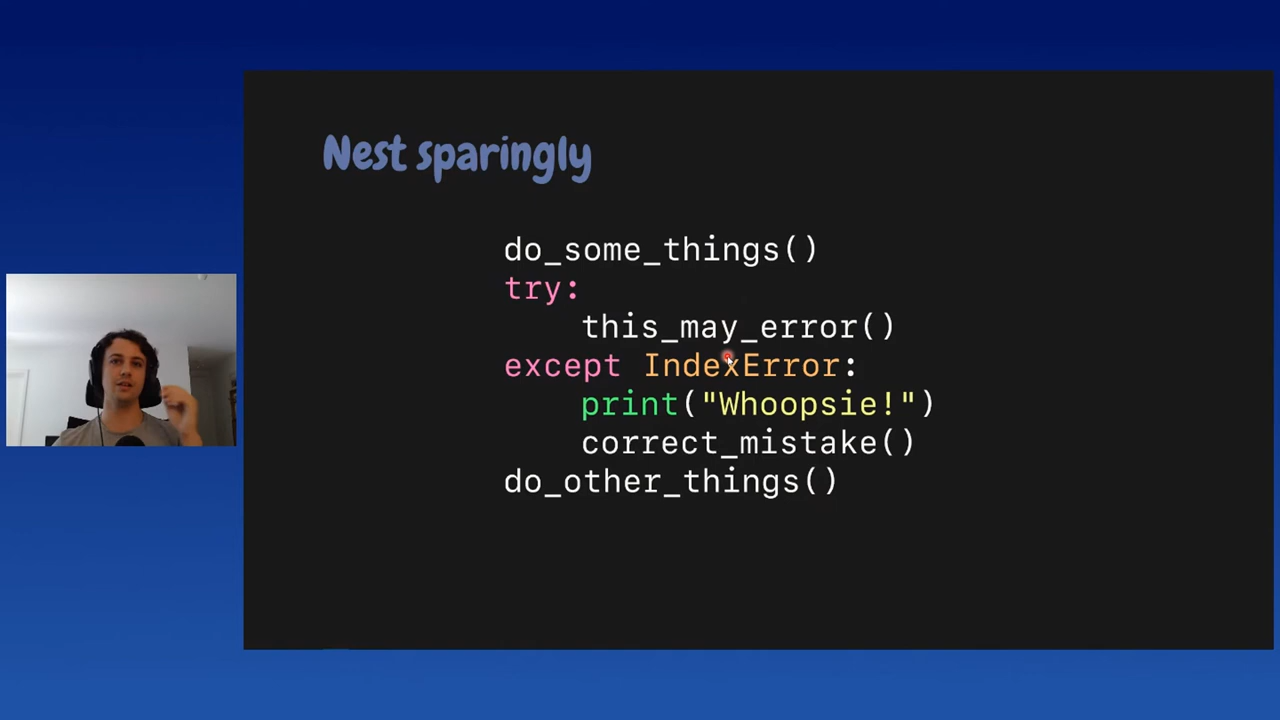 Nest sparingly
do_some_things()
try:
    this_may_error()
except IndexError:
    print("Whoopsie!")
    correct_mistake()
do_other_things()